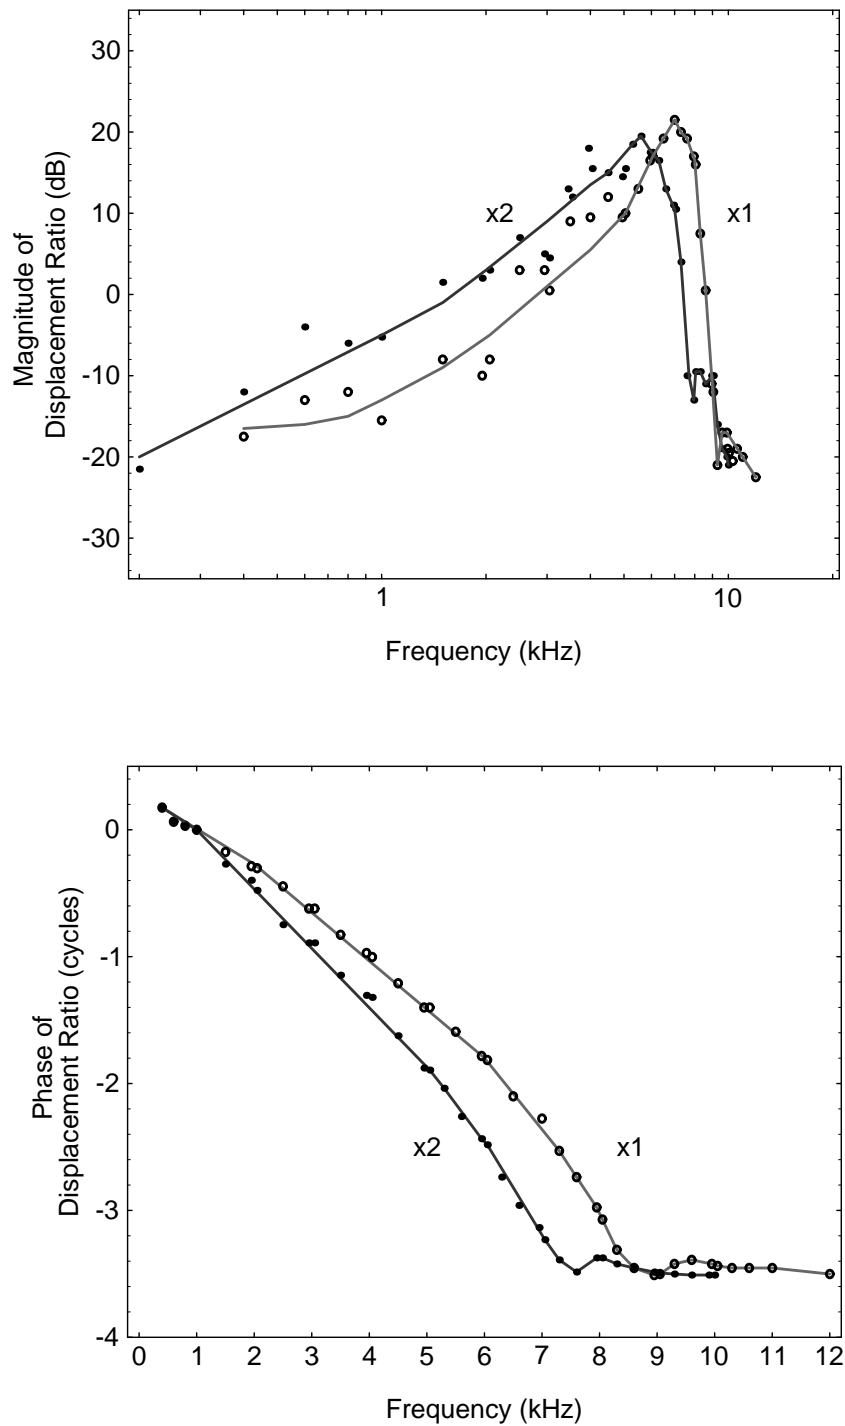 30
20
10
0
-10
-20
-30
Magnitude of
Displacement Ratio (dB)
x2
x1
1
10
Frequency (kHz)
0
-1
-2
-3
-4
Phase of
Displacement Ratio (cycles)
x2
x1
0 1 2 3 4 5 6 7 8 9 10 11 12
Frequency (kHz)